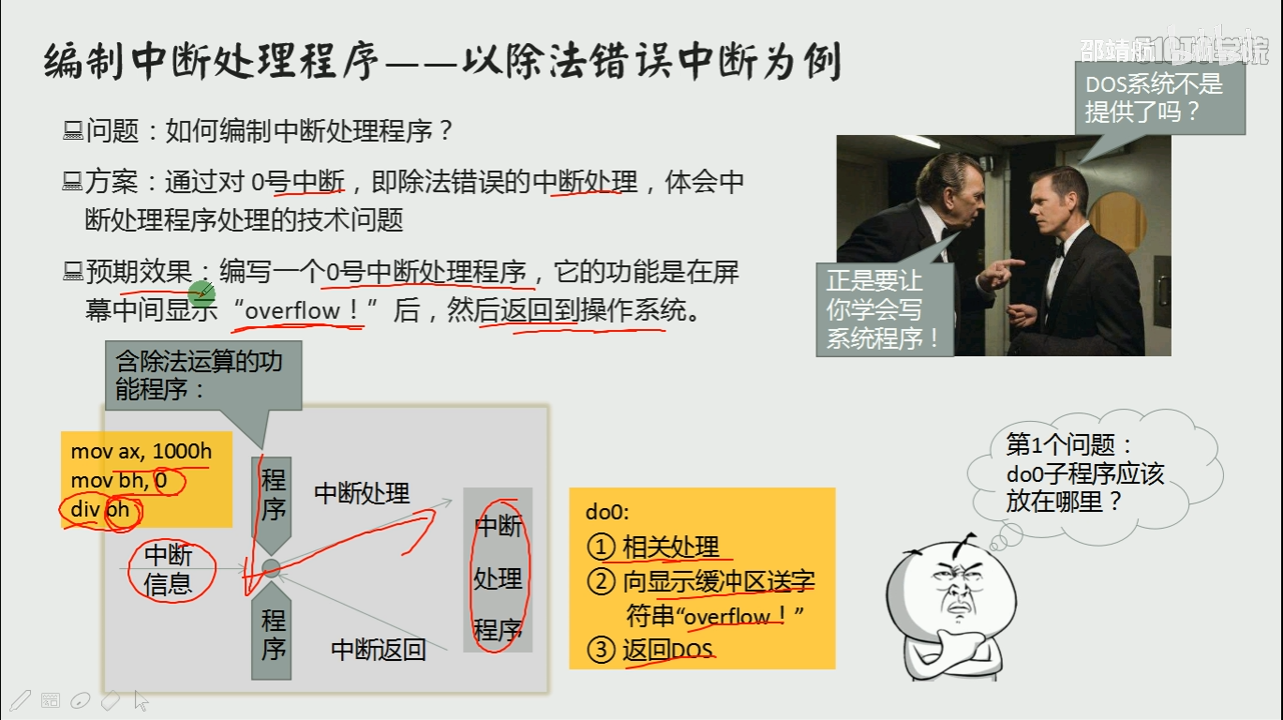 编制中断处理程序——以除法错误中断为例
邵靖航
51CTO学院
DOS系统不是
提供了吗？
问题：如何编制中断处理程序？
方案：通过对 0号中断，即除法错误的中断处理，体会中
断处理程序处理的技术问题
预期效果：编写一个0号中断处理程序，它的功能是在屏
幕中间显示“overflow！”后，然后返回到操作系统。
正是要让
你学会写
系统程序！
含除法运算的功
能程序：
mov ax, 1000h
mov bh, 0
div bh
程
序
中断处理
中断
信息
中断
处理
程序
程
序
中断返回
do0:
① 相关处理
② 向显示缓冲区送字
符串“overflow！”
③ 返回DOS
第1个问题：
do0子程序应该
放在哪里？